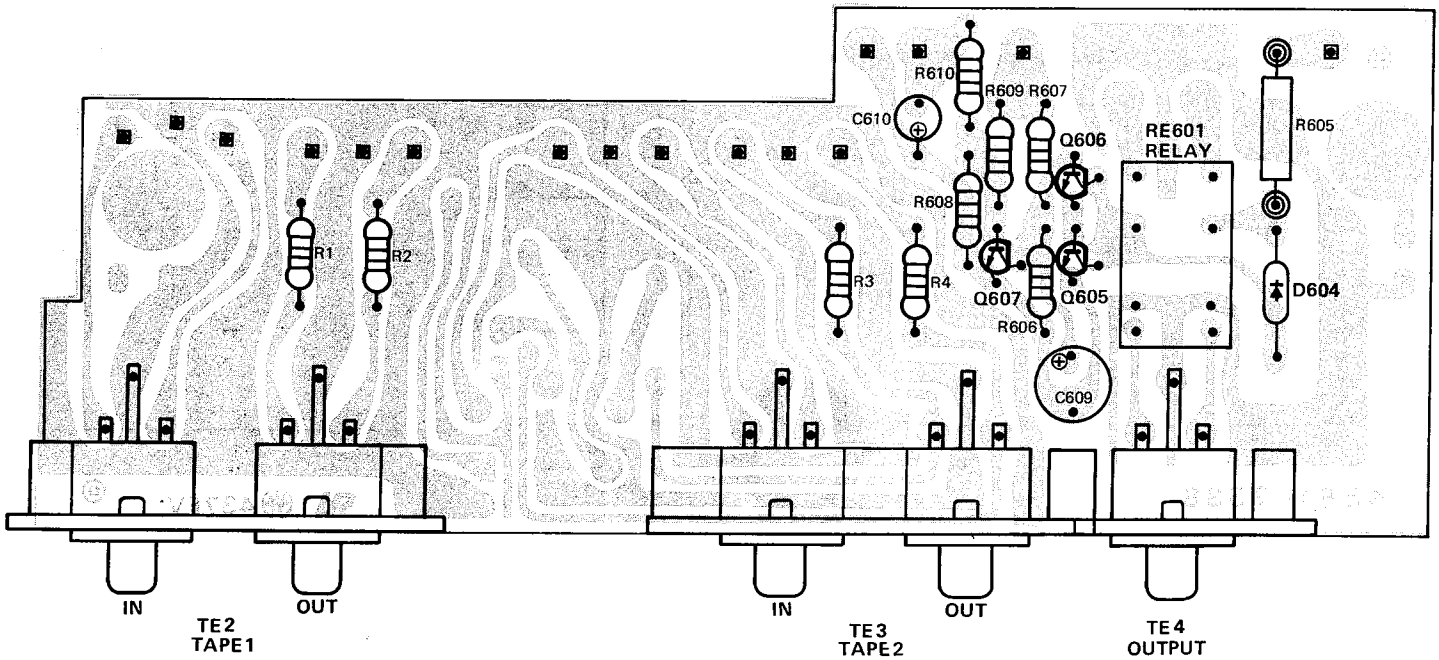 R610
R609 R607
C610
Q606
RE601
RELAY
R605
R608
R1
R2
R3
R4
Q607
Q605
R606
D604
C609
IN
OUT
IN
OUT
TE2
TAPE1
TE3
TAPE2
TE4
OUTPUT